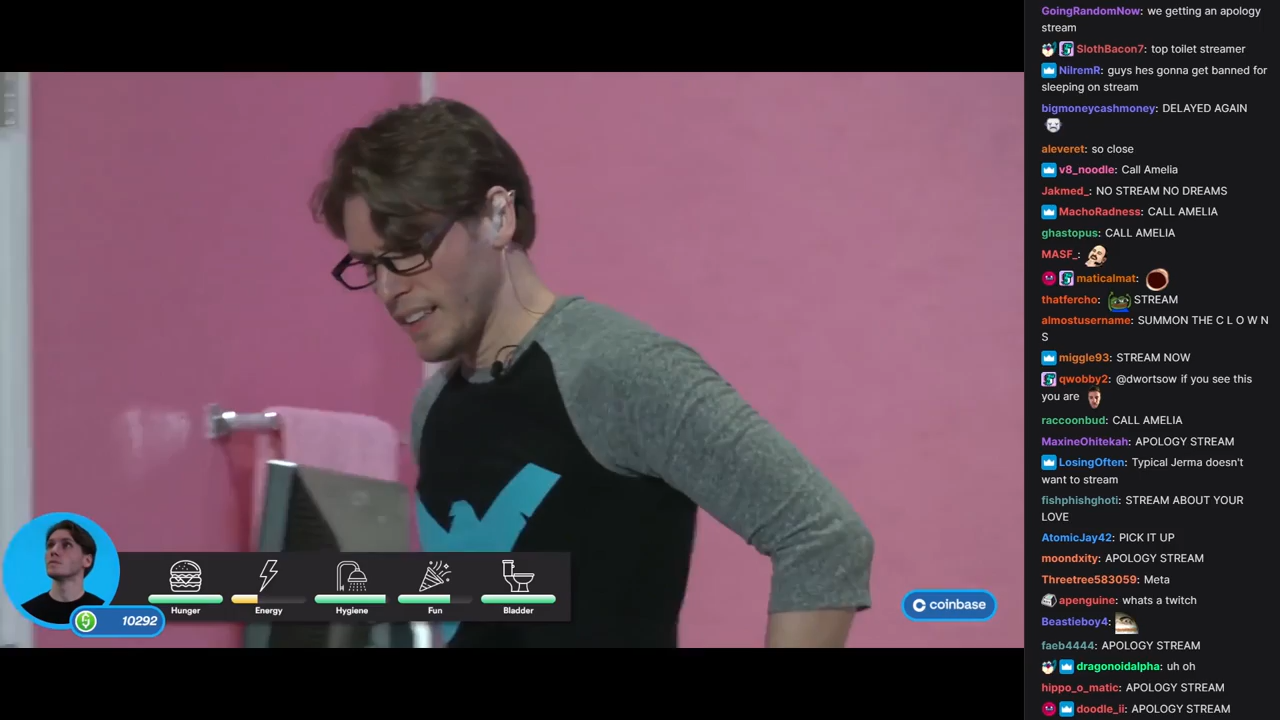 GoingRandomNow: we getting an apology
stream
SlothBacon7: top toilet streamer
NilremR: guys hes gonna get banned for
sleeping on stream
bigmoneycashmoney: DELAYED AGAIN
aleveret: so close
v8_noodle: Call Amelia
Jakmed_: NO STREAM NO DREAMS
MachoRadness: CALL AMELIA
ghastopus: CALL AMELIA
MASF_:
maticalmat:
thatfercho: STREAM
almostusername: SUMMON THE C L O W N
S
miggle93: STREAM NOW
qwobby2: @dwortsow if you see this
you are
raccoonbud: CALL AMELIA
MaxineOhitekah: APOLOGY STREAM
LosingOften: Typical Jerma doesn't
want to stream
fishphishghoti: STREAM ABOUT YOUR
LOVE
AtomicJay42: PICK IT UP
moondxity: APOLOGY STREAM
Threetree583059: Meta
apenguine: whats a twitch
Beastieboy4:
faeb4444: APOLOGY STREAM
dragonoidalpha: uh oh
hippo_o_matic: APOLOGY STREAM
doodle_ii: APOLOGY STREAM
Hunger Energy Hygiene Fun Bladder
10292
coinbase